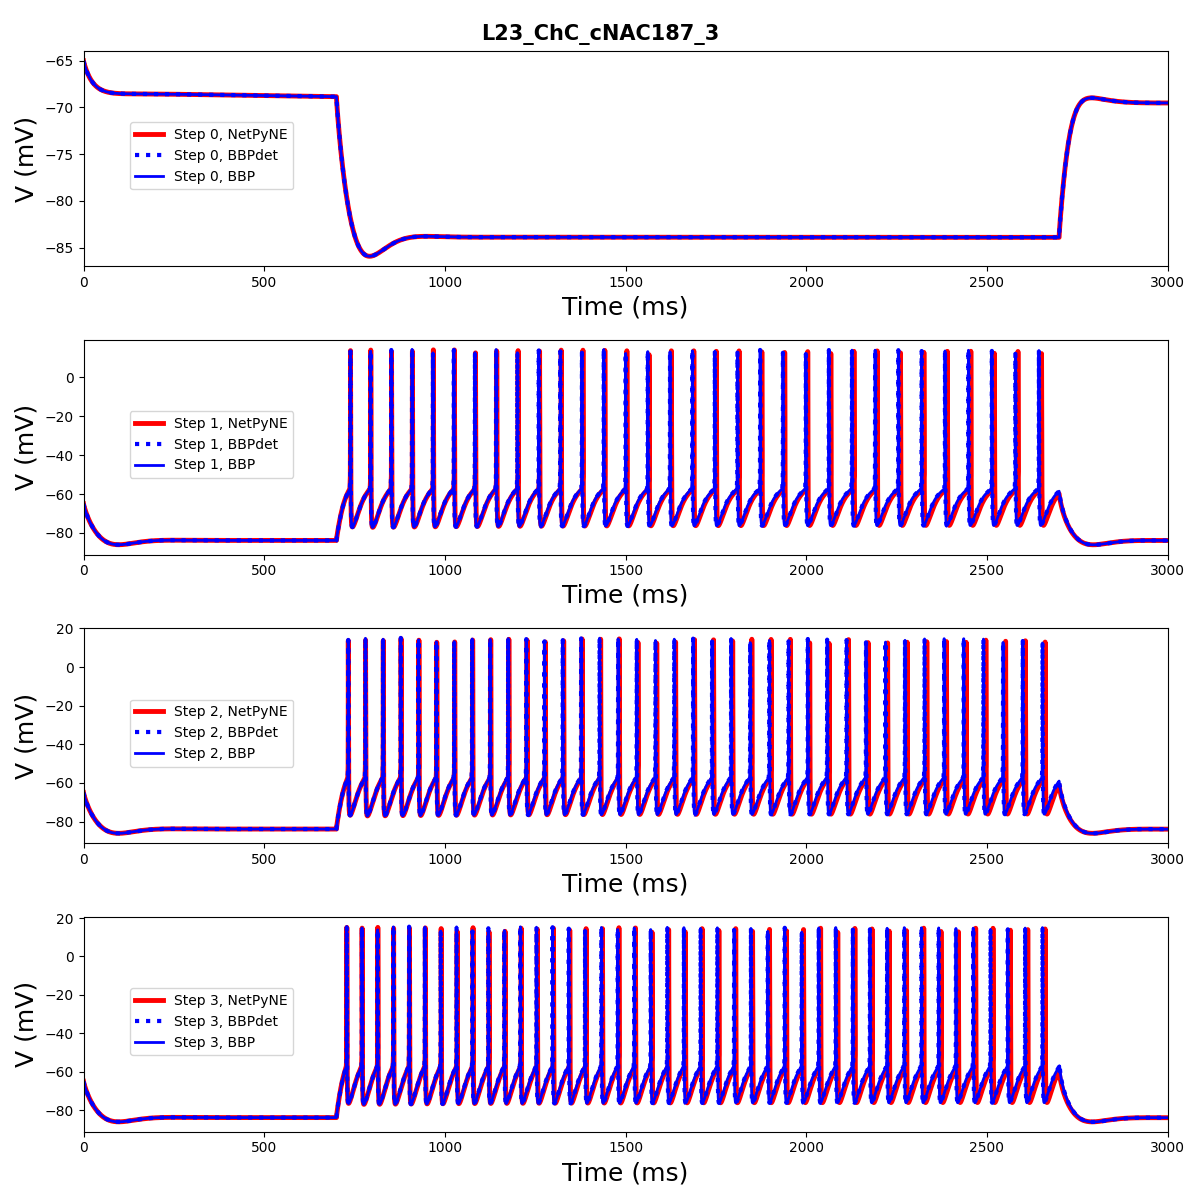 L23_ChC_cNAC187_3
−65
−70
−75
−80
−85
V (mV)
Step 0, NetPyNE
Step 0, BBPdet
Step 0, BBP
0 500 1000 1500 2000 2500 3000
Time (ms)
0
−20
−40
−60
−80
V (mV)
Step 1, NetPyNE
Step 1, BBPdet
Step 1, BBP
0 500 1000 1500 2000 2500 3000
Time (ms)
20
0
−20
−40
−60
−80
V (mV)
Step 2, NetPyNE
Step 2, BBPdet
Step 2, BBP
0 500 1000 1500 2000 2500 3000
Time (ms)
20
0
−20
−40
−60
−80
V (mV)
Step 3, NetPyNE
Step 3, BBPdet
Step 3, BBP
0 500 1000 1500 2000 2500 3000
Time (ms)